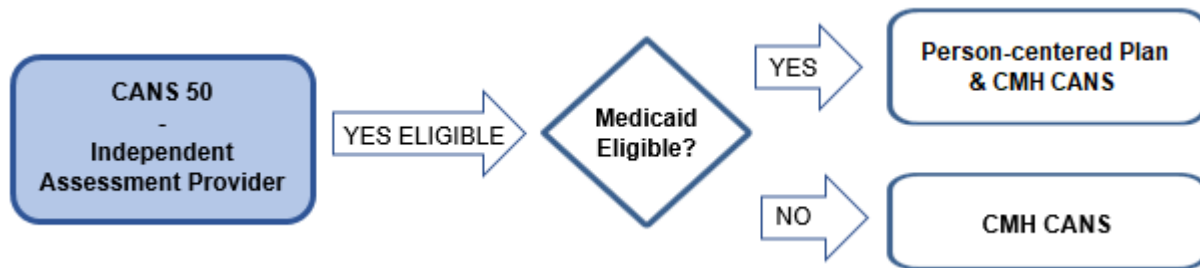 CANS 50
-
Independent
Assessment Provider
YES ELIGIBLE
Medicaid
Eligible?
YES
Person-centered Plan
& CMH CANS
NO
CMH CANS